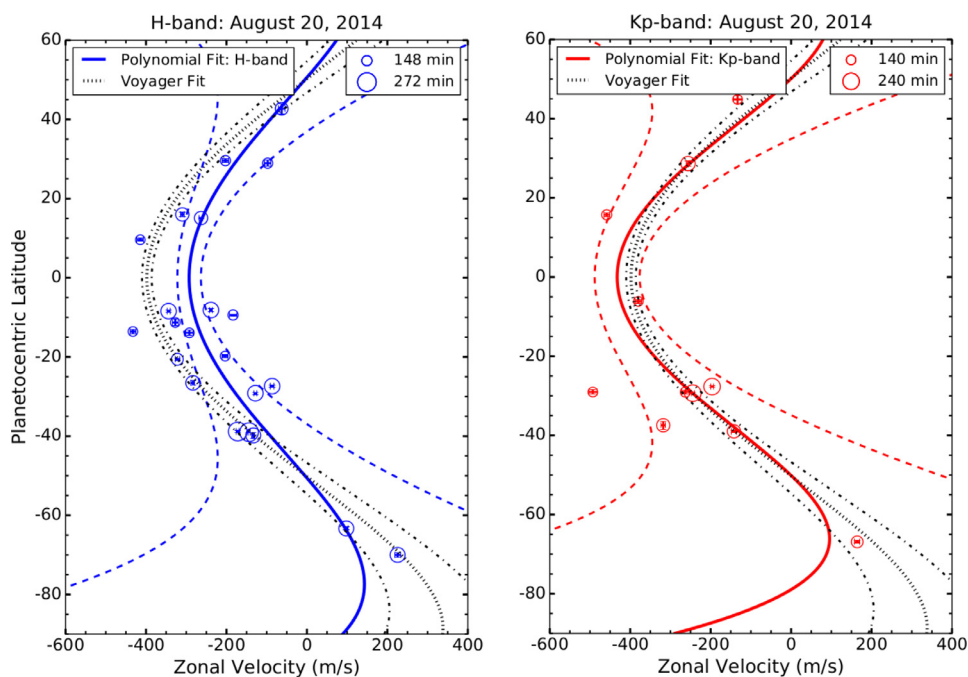 H-band: August 20, 2014
Polynomial Fit: H-band
Voyager Fit
148 min
272 min
60
40
20
0
-20
-40
-60
-80
Planetocentric Latitude
-600 -400 -200 0 200 400
Zonal Velocity (m/s)
Kp-band: August 20, 2014
Polynomial Fit: Kp-band
Voyager Fit
140 min
240 min
60
40
20
0
-20
-40
-60
-80
-600 -400 -200 0 200 400
Zonal Velocity (m/s)